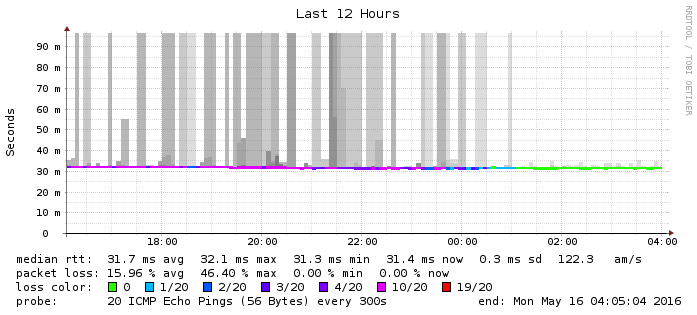 Last 12 Hours
RRDTOOL / TOBI OETIKER
Seconds
90 m
80 m
70 m
60 m
50 m
40 m
30 m
20 m
10 m
0
18:00 20:00 22:00 00:00 02:00 04:00
median rtt: 31.7 ms avg 32.1 ms max 31.3 ms min 31.4 ms now 0.3 ms sd 122.3 am/s
packet loss: 15.96 % avg 46.40 % max 0.00 % min 0.00 % now
loss color: 0 1/20 2/20 3/20 4/20 10/20 19/20
probe: 20 ICMP Echo Pings (56 Bytes) every 300s end: Mon May 16 04:05:04 2016